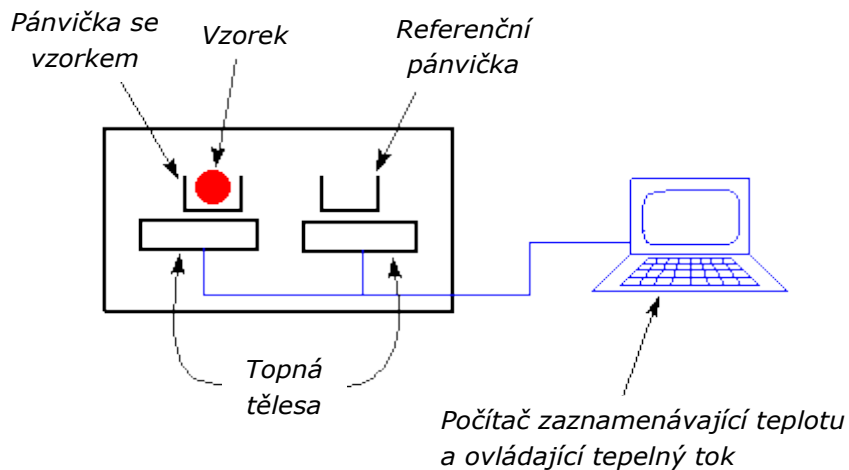 Pánvička se
vzorkem
Vzorek
Referenční
pánvička
Topná
tělesa
Počítač zaznamenávající teplotu
a ovládající tepelný tok